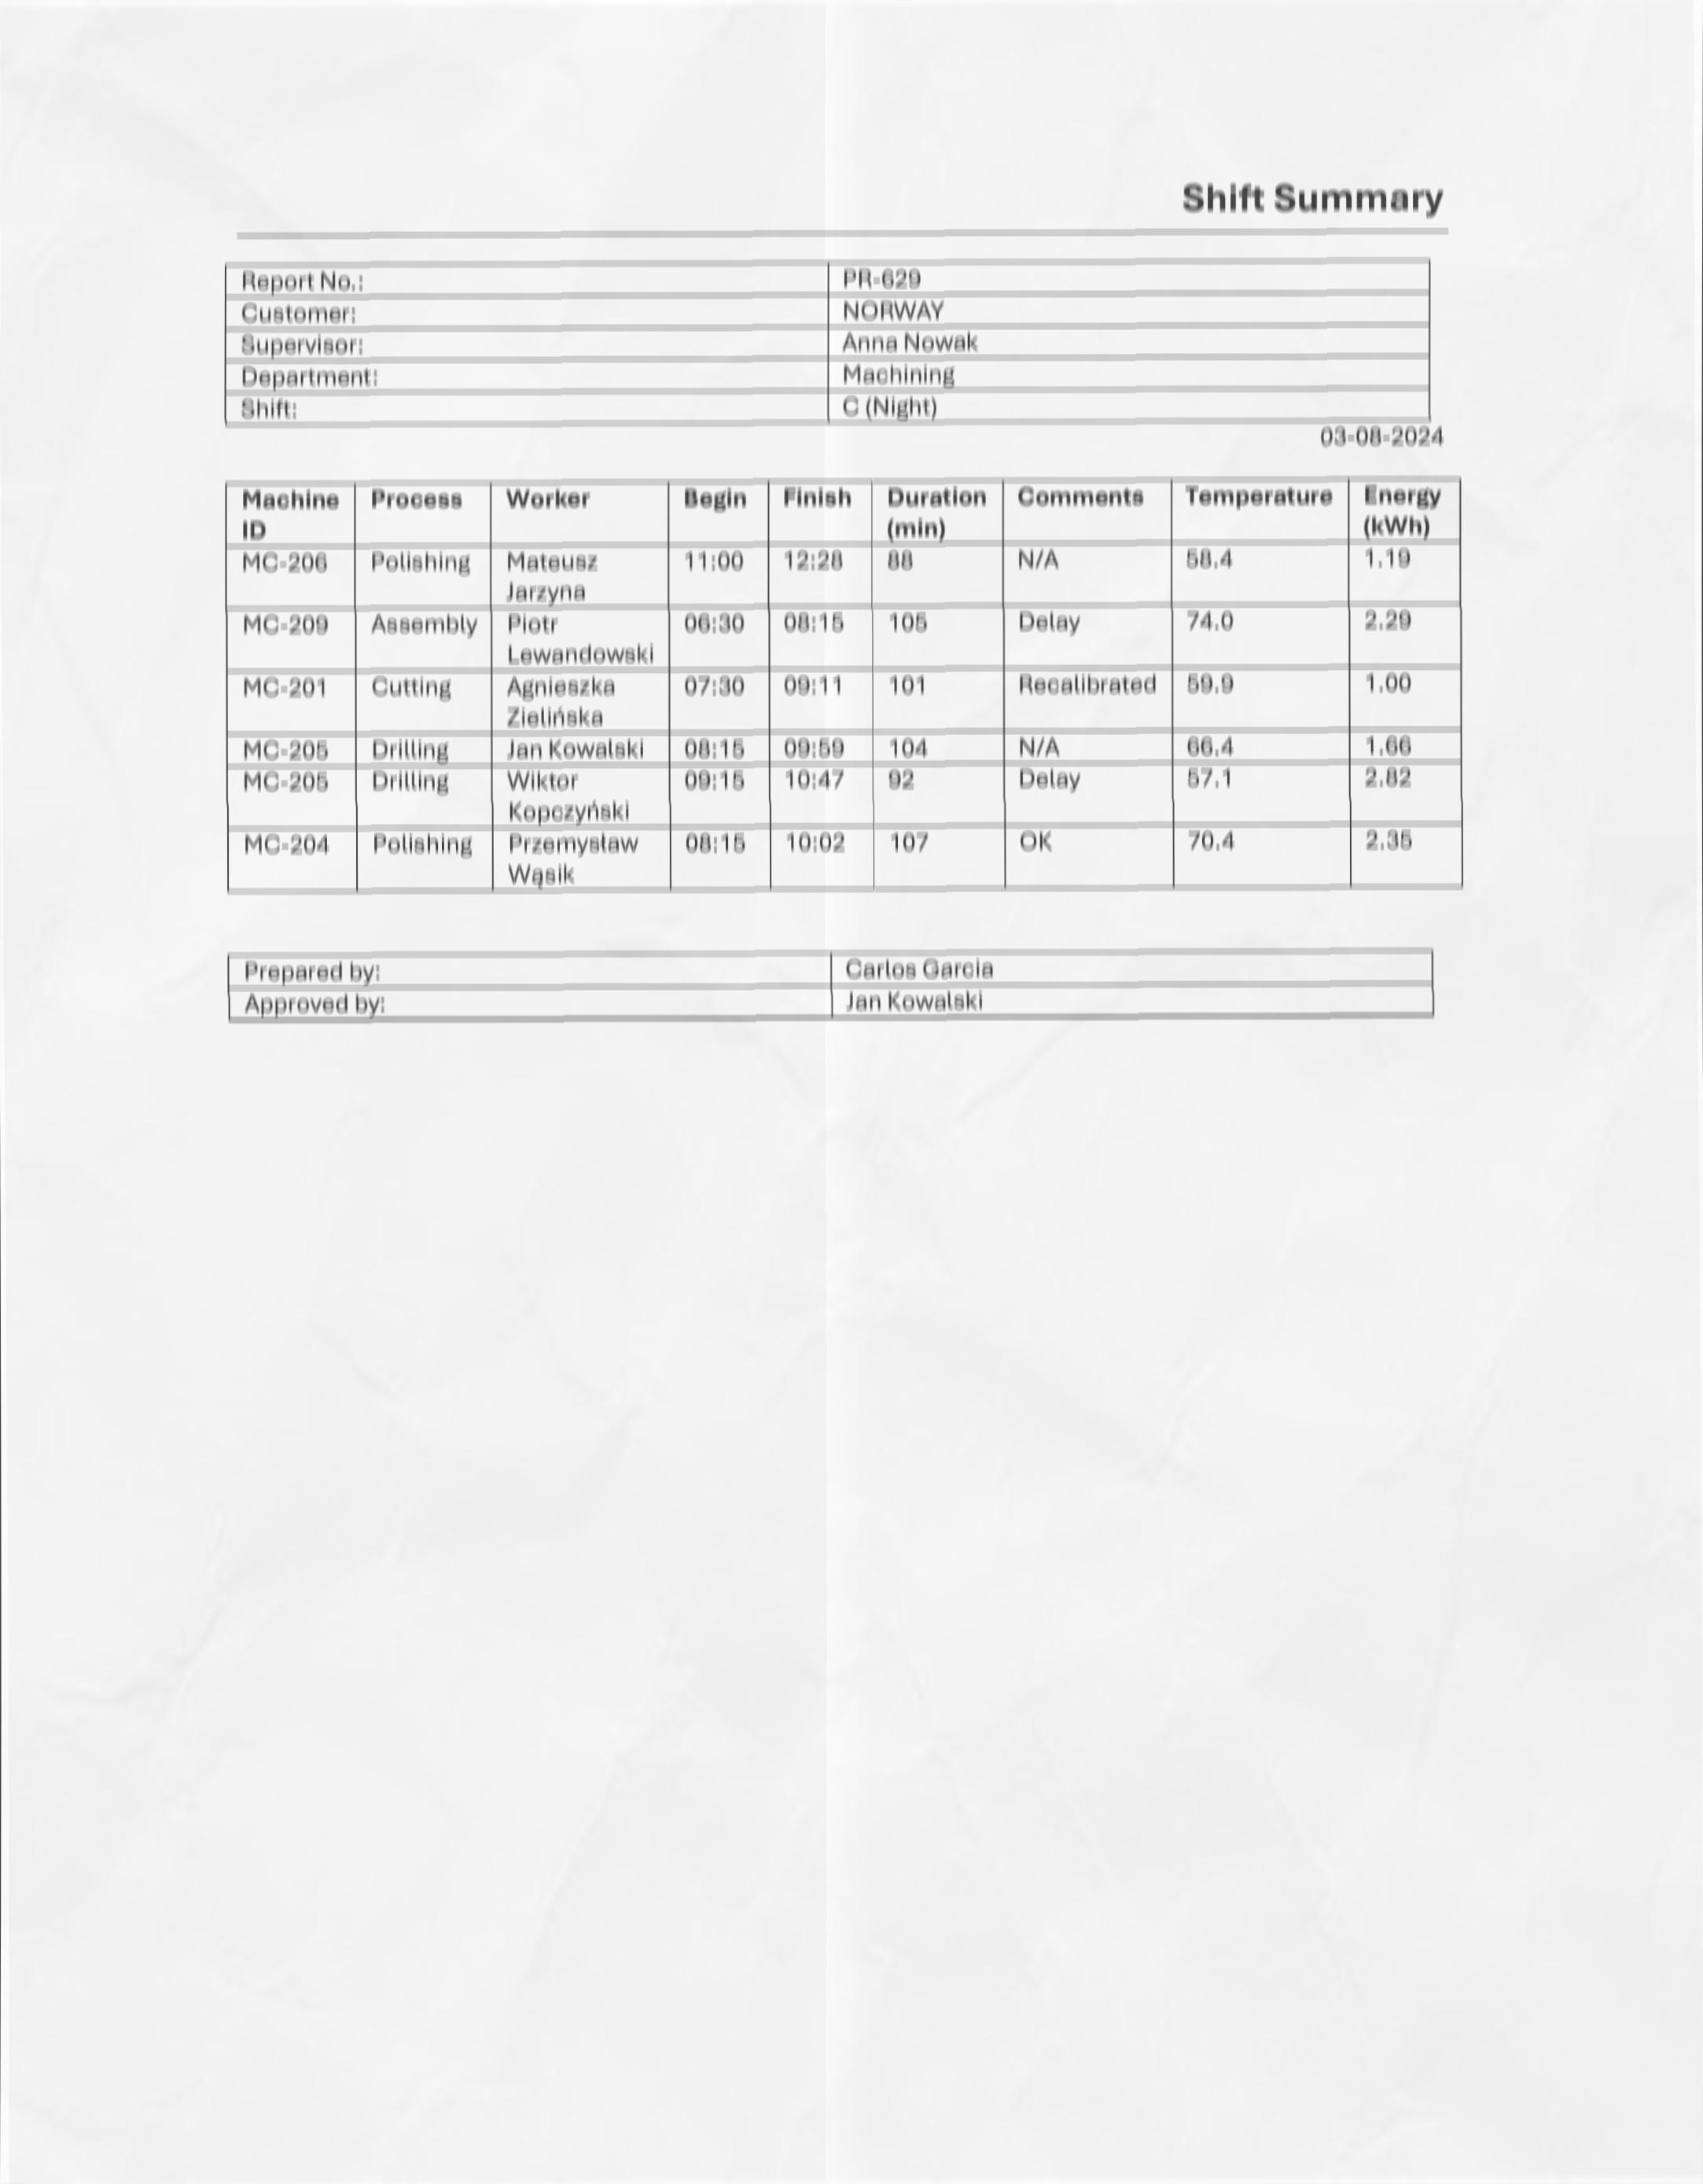 Shift Summary
Report No.: PR-629
Customer: NORWAY
Supervisor: Anna Nowak
Department: Machining
Shift: C (Night)
03-08-2024
Machine ID Process Worker Begin Finish Duration (min) Comments Temperature Energy (kWh)
MC-206 Polishing Mateusz Jarzyna 11:00 12:28 88 N/A 58.4 1.19
MC-209 Assembly Piotr Lewandowski 06:30 08:15 105 Delay 74.0 2.29
MC-201 Cutting Agnieszka Zielińska 07:30 09:11 101 Recalibrated 59.9 1.00
MC-205 Drilling Jan Kowalski 08:15 09:59 104 N/A 66.4 1.66
MC-205 Drilling Wiktor Kopczyński 09:15 10:47 92 Delay 57.1 2.82
MC-204 Polishing Przemysław Wąsik 08:15 10:02 107 OK 70.4 2.35
Prepared by: Carlos Garcia
Approved by: Jan Kowalski